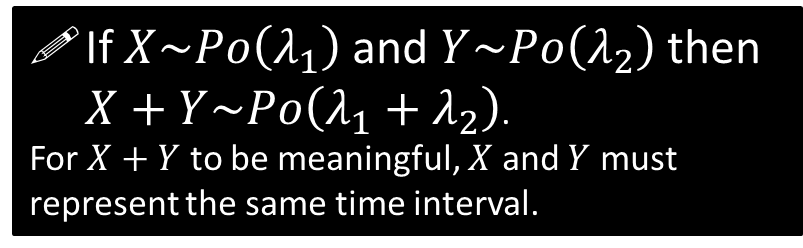 If X~Po(λ₁) and Y~Po(λ₂) then
X + Y~Po(λ₁ + λ₂).
For X + Y to be meaningful, X and Y must
represent the same time interval.